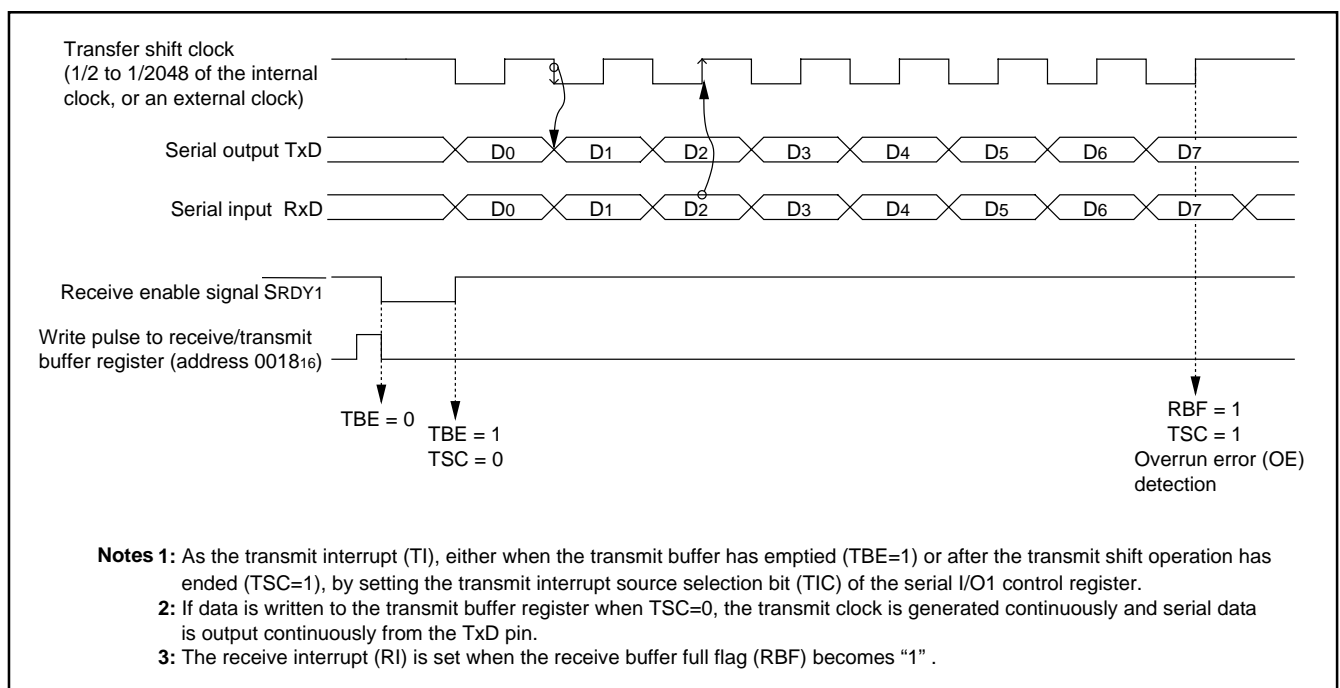 Transfer shift clock
(1/2 to 1/2048 of the internal
clock, or an external clock)
Serial output TxD
D0 D1 D2 D3 D4 D5 D6 D7
Serial input RxD
D0 D1 D2 D3 D4 D5 D6 D7
Receive enable signal SRDY1
Write pulse to receive/transmit
buffer register (address 001816)
TBE = 0
TBE = 1
TSC = 0
RBF = 1
TSC = 1
Overrun error (OE)
detection
Notes 1: As the transmit interrupt (TI), either when the transmit buffer has emptied (TBE=1) or after the transmit shift operation has
ended (TSC=1), by setting the transmit interrupt source selection bit (TIC) of the serial I/O1 control register.
2: If data is written to the transmit buffer register when TSC=0, the transmit clock is generated continuously and serial data
is output continuously from the TxD pin.
3: The receive interrupt (RI) is set when the receive buffer full flag (RBF) becomes “1” .